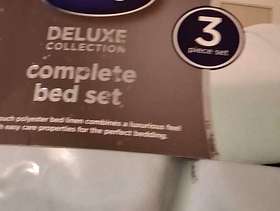 DELUXE
COLLECTION
complete
bed set
3
piece set
touch polyester bed linen combines a luxurious feel
easy care properties for the perfect bedding.